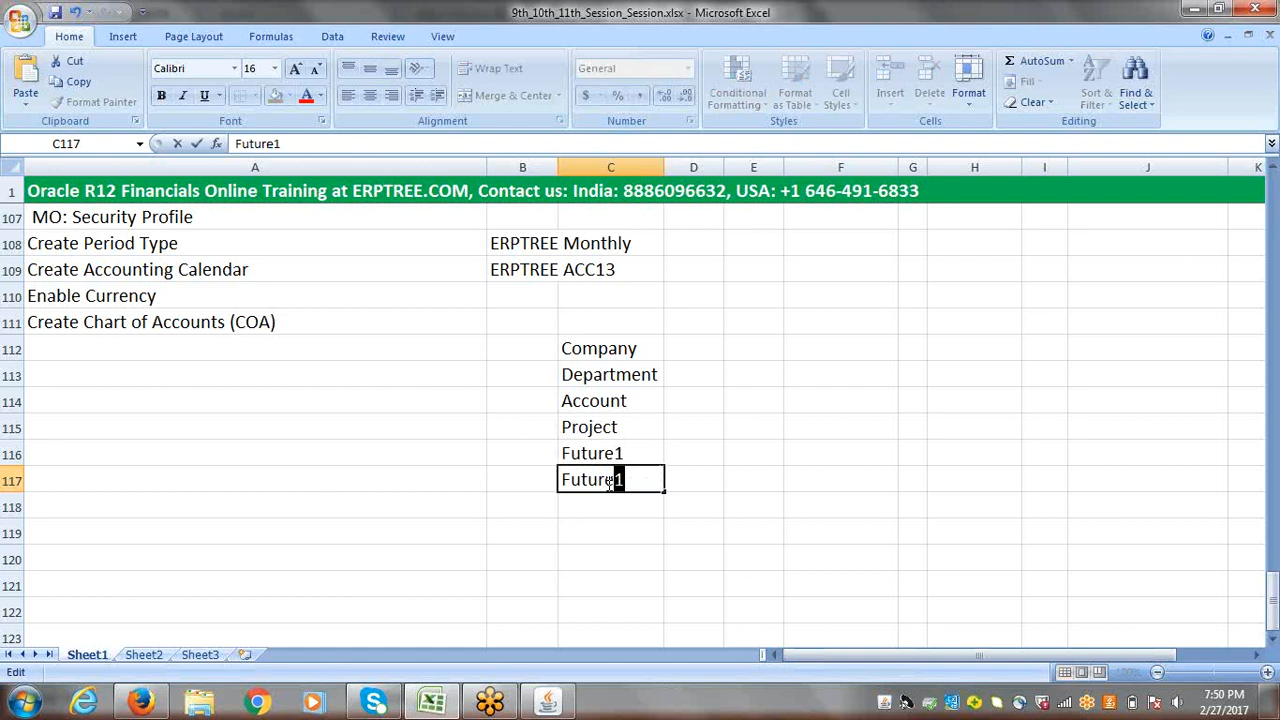 9th_10th_11th_Session_Session.xlsx - Microsoft Excel
Home Insert Page Layout Formulas Data Review View
Paste
Cut
Copy
Format Painter
Clipboard
Calibri 16
A A
B I U A
Font
Wrap Text
Merge & Center
Alignment
General
$ % ,
Number
Conditional Formatting
Format as Table
Cell Styles
Styles
Insert Delete Format
Cells
Σ AutoSum
Fill
Clear
Sort & Filter
Find & Select
Editing
C117 fx Future1
A B C D E F G H I J K
1 Oracle R12 Financials Online Training at ERPTREE.COM, Contact us: India: 8886096632, USA: +1 646-491-6833
107 MO: Security Profile
108 Create Period Type ERPTREE Monthly
109 Create Accounting Calendar ERPTREE ACC13
110 Enable Currency
111 Create Chart of Accounts (COA)
112 Company
113 Department
114 Account
115 Project
116 Future1
117 Future1
118
119
120
121
122
123
Sheet1 Sheet2 Sheet3
Edit 100%
7:50 PM
2/27/2017